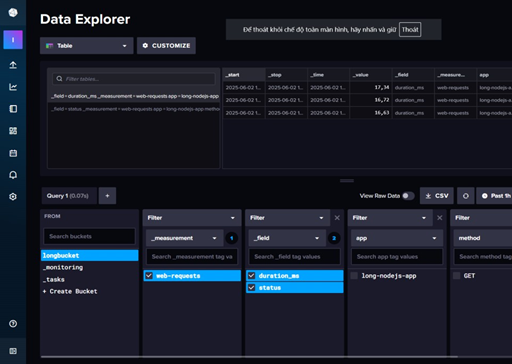 Data Explorer
Để thoát khỏi chế độ toàn màn hình, hãy nhấn và giữ Thoát
Table
CUSTOMIZE
I
Filter tables...
_field = duration_ms _measurement = web-requests app = long-nodejs-app
_field = status _measurement = web-requests app = long-nodejs-app method
_start _stop _time _value _field _measure... app
2025-06-02 1... 2025-06-02 1... 2025-06-02 1... 17,34 duration_ms web-requests long-nodejs-a
2025-06-02 1... 2025-06-02 1... 2025-06-02 1... 16,72 duration_ms web-requests long-nodejs-a
2025-06-02 1... 2025-06-02 1... 2025-06-02 1... 16,63 duration_ms web-requests long-nodejs-a
Query 1 (0.07s)
+
View Raw Data
CSV
Past 1h
FROM
Search buckets
longbucket
_monitoring
_tasks
+ Create Bucket
Filter
_measurement 1
Search _measurement tag va
web-requests
Filter
_field
Search _field tag values
duration_ms
status
Filter
app
Search app tag values
long-nodejs-app
Filter
method
Search method tag
GET